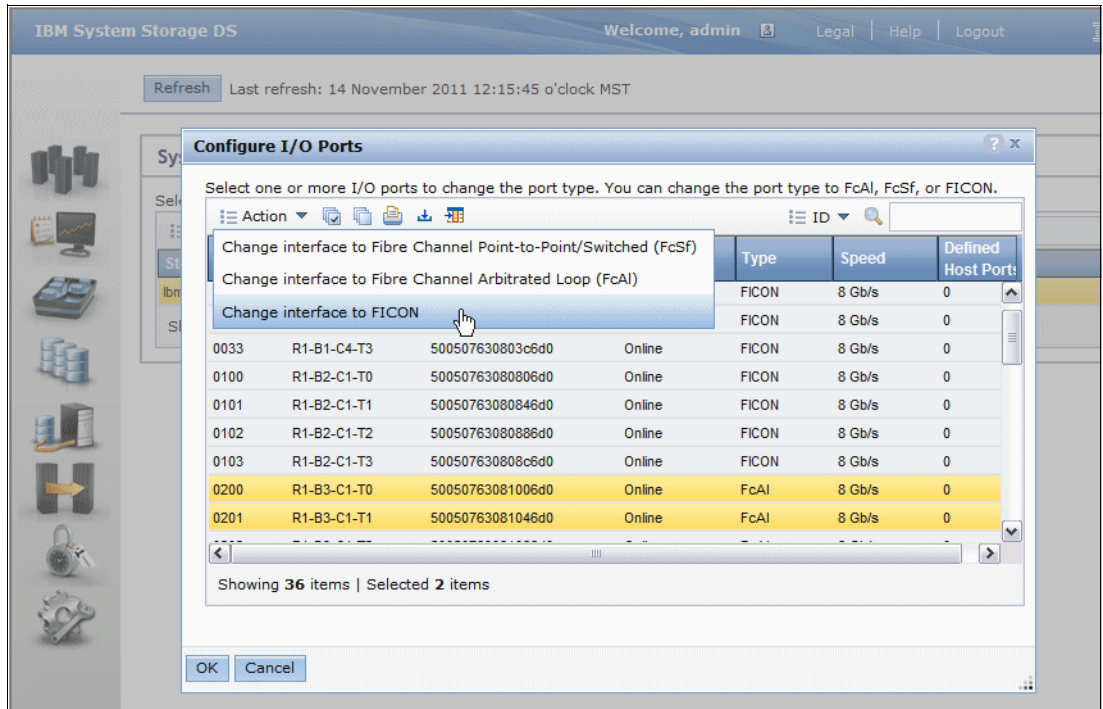 IBM System Storage DS Welcome, admin Legal Help Logout
Refresh Last refresh: 14 November 2011 12:15:45 o'clock MST
Configure I/O Ports
Select one or more I/O ports to change the port type. You can change the port type to FcAl, FcSf, or FICON.
Action ID
Change interface to Fibre Channel Point-to-Point/Switched (FcSf)
Change interface to Fibre Channel Arbitrated Loop (FcAl)
Change interface to FICON
Type Speed Defined Host Ports
FICON 8 Gb/s 0
FICON 8 Gb/s 0
0033 R1-B1-C4-T3 500507630803c6d0 Online FICON 8 Gb/s 0
0100 R1-B2-C1-T0 50050763080806d0 Online FICON 8 Gb/s 0
0101 R1-B2-C1-T1 50050763080846d0 Online FICON 8 Gb/s 0
0102 R1-B2-C1-T2 50050763080886d0 Online FICON 8 Gb/s 0
0103 R1-B2-C1-T3 500507630808c6d0 Online FICON 8 Gb/s 0
0200 R1-B3-C1-T0 50050763081006d0 Online FcAl 8 Gb/s 0
0201 R1-B3-C1-T1 50050763081046d0 Online FcAl 8 Gb/s 0
Showing 36 items | Selected 2 items
OK Cancel